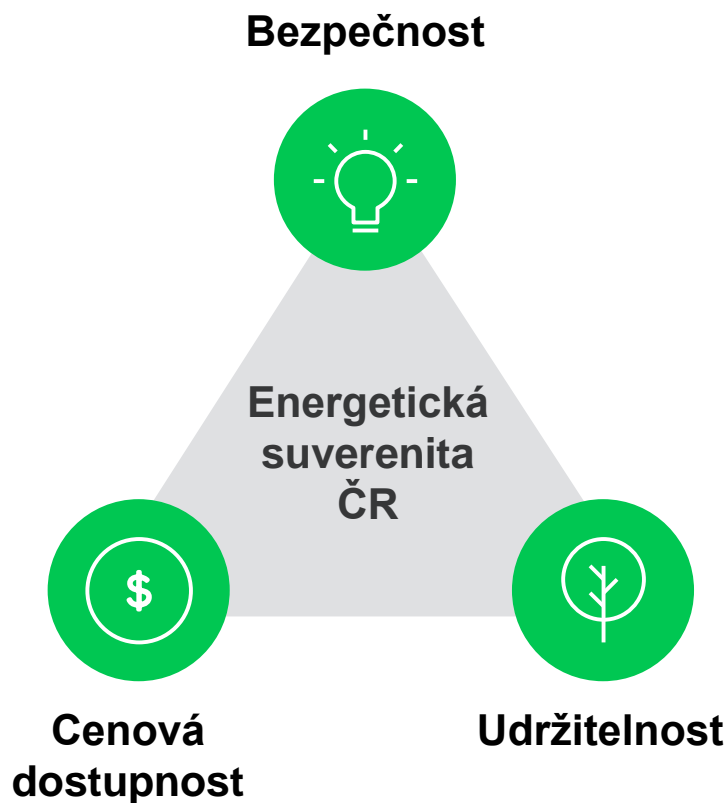 Bezpečnost
Energetická
suverenita
ČR
$
Cenová
dostupnost
Udržitelnost